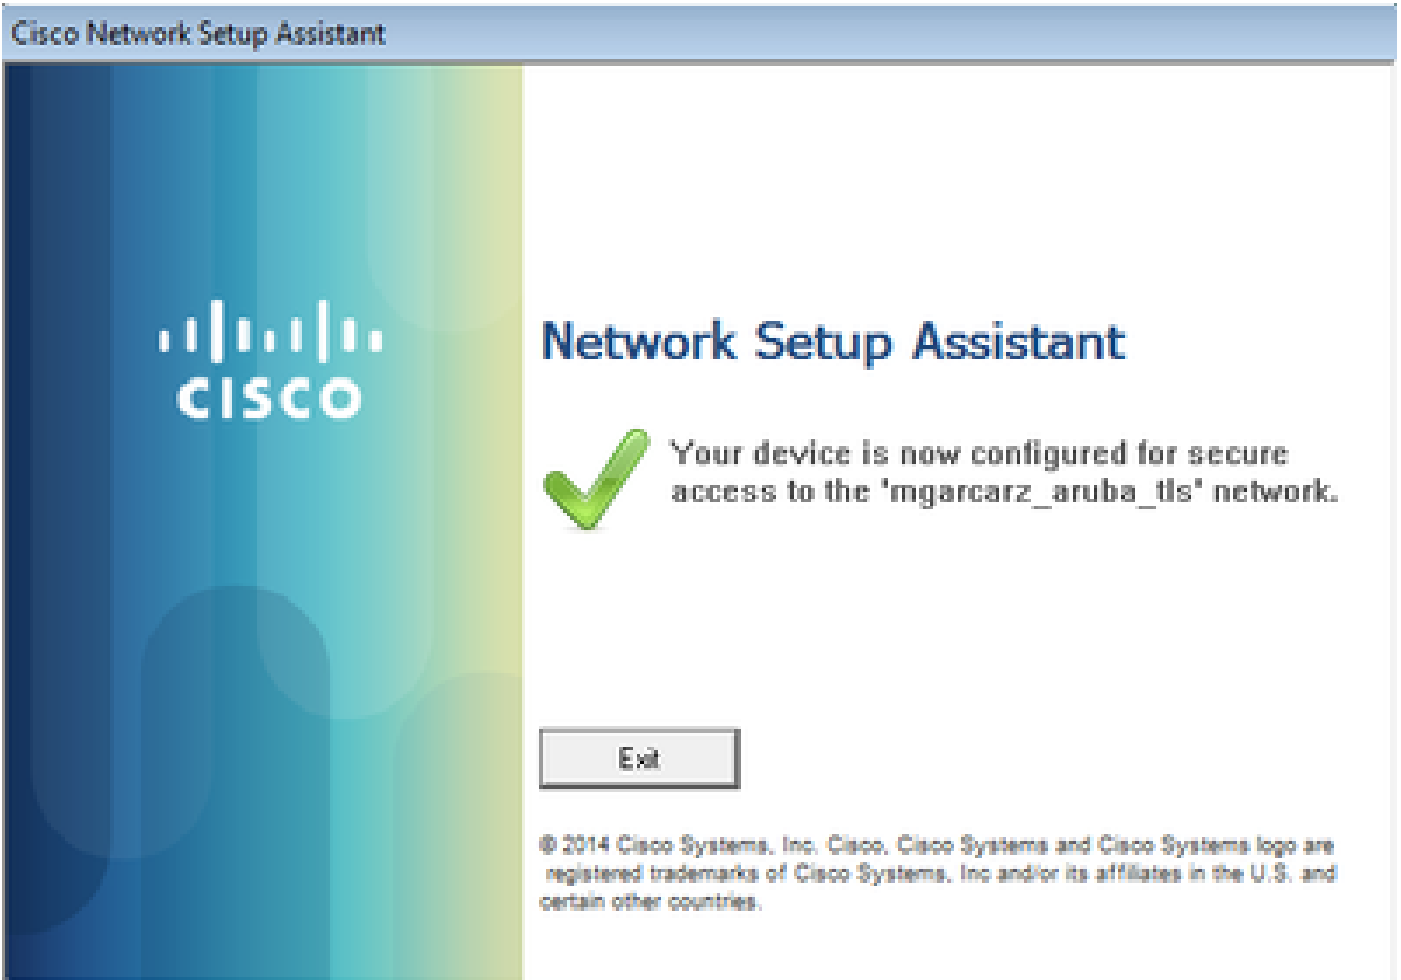 Cisco Network Setup Assistant
CISCO
Network Setup Assistant
Your device is now configured for secure
access to the 'mgarcarz_aruba_tls' network.
Exit
© 2014 Cisco Systems, Inc. Cisco, Cisco Systems and Cisco Systems logo are
registered trademarks of Cisco Systems, Inc and/or its affiliates in the U.S. and
certain other countries.